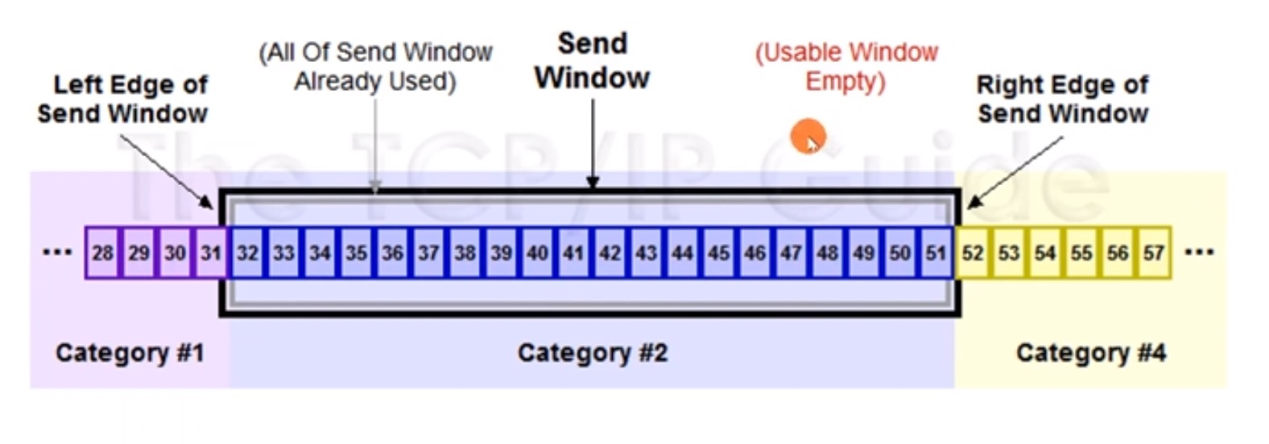 Left Edge of
Send Window
(All Of Send Window
Already Used)
Send
Window
(Usable Window
Empty)
Right Edge of
Send Window
The TCP/IP Guide
... 28 29 30 31 32 33 34 35 36 37 38 39 40 41 42 43 44 45 46 47 48 49 50 51 52 53 54 55 56 57 ...
Category #1
Category #2
Category #4